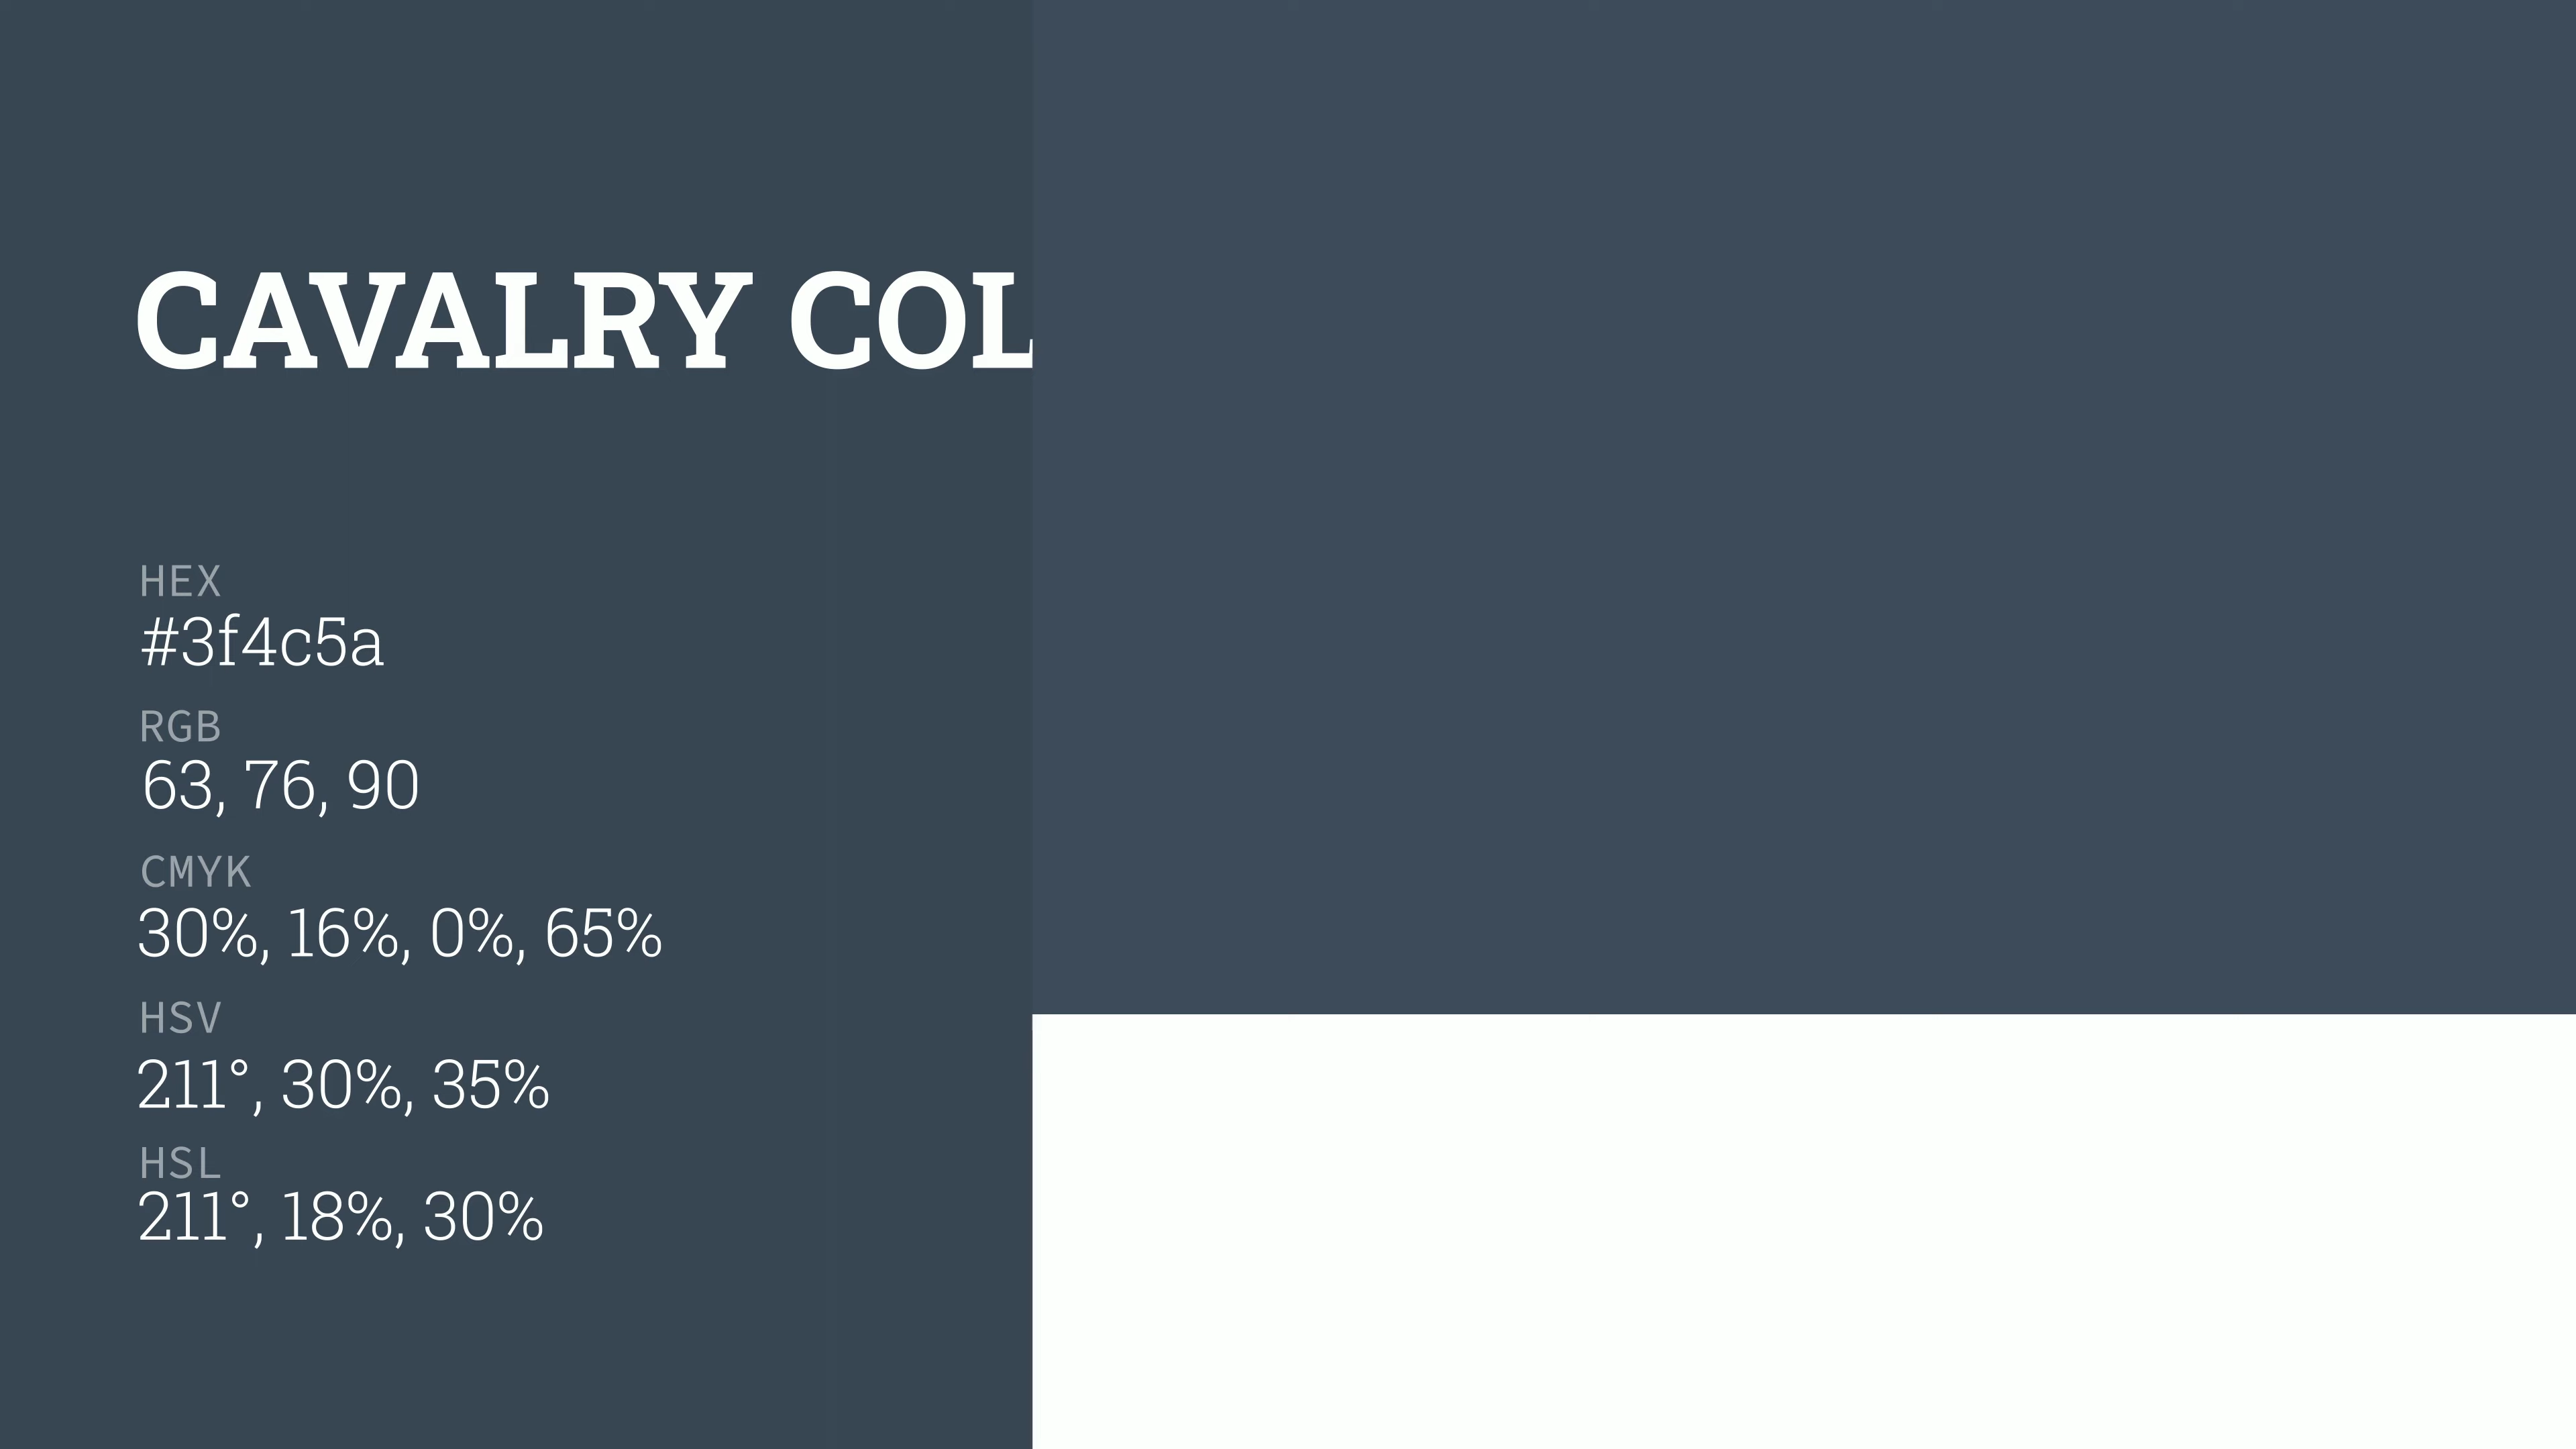 CAVALRY COL
HEX
#3f4c5a
RGB
63, 76, 90
CMYK
30%, 16%, 0%, 65%
HSV
211°, 30%, 35%
HSL
211°, 18%, 30%